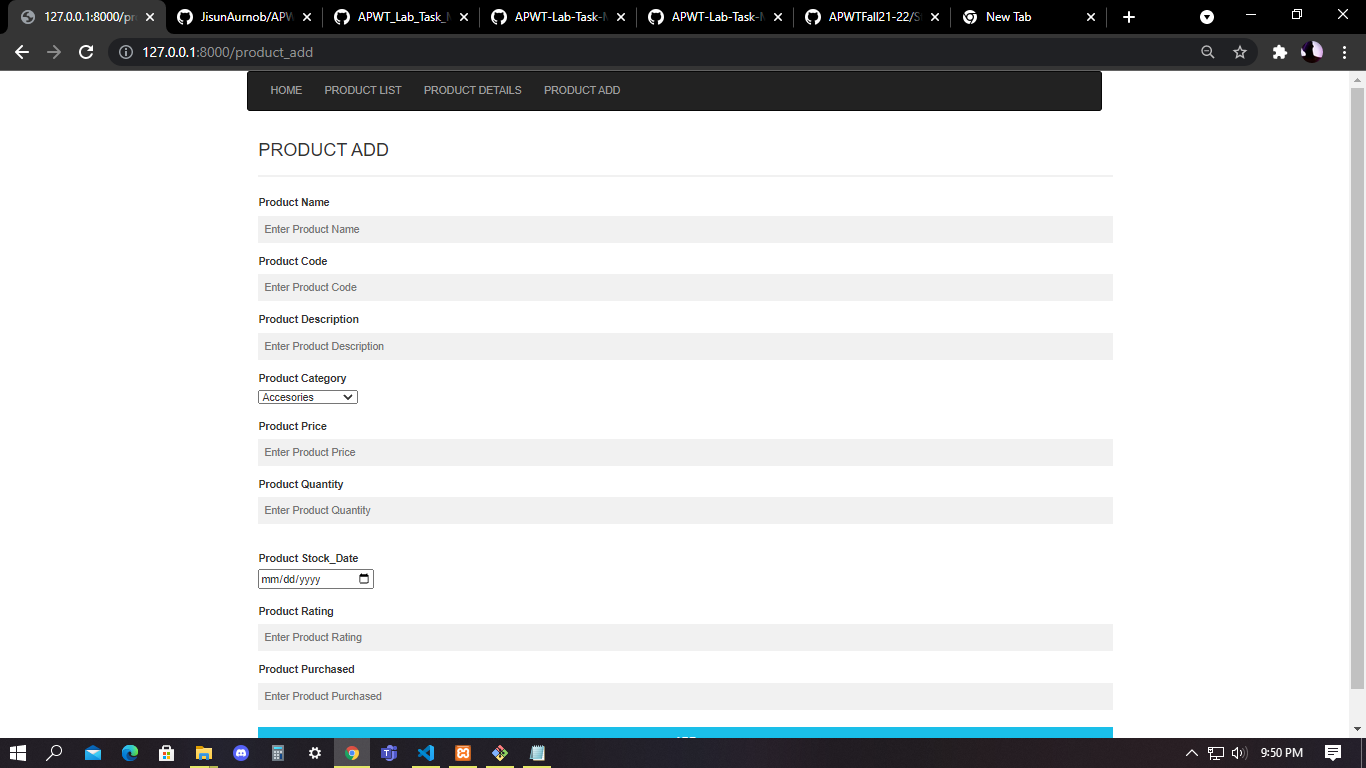 127.0.0.1:8000/pr
JisunAurnob/APW
APWT_Lab_Task_
APWT-Lab-Task-
APWT-Lab-Task-
APWTFall21-22/S
New Tab
127.0.0.1:8000/product_add
HOME PRODUCT LIST PRODUCT DETAILS PRODUCT ADD
PRODUCT ADD
Product Name
Enter Product Name
Product Code
Enter Product Code
Product Description
Enter Product Description
Product Category
Accesories
Product Price
Enter Product Price
Product Quantity
Enter Product Quantity
Product Stock_Date
mm/dd/yyyy
Product Rating
Enter Product Rating
Product Purchased
Enter Product Purchased
9:50 PM